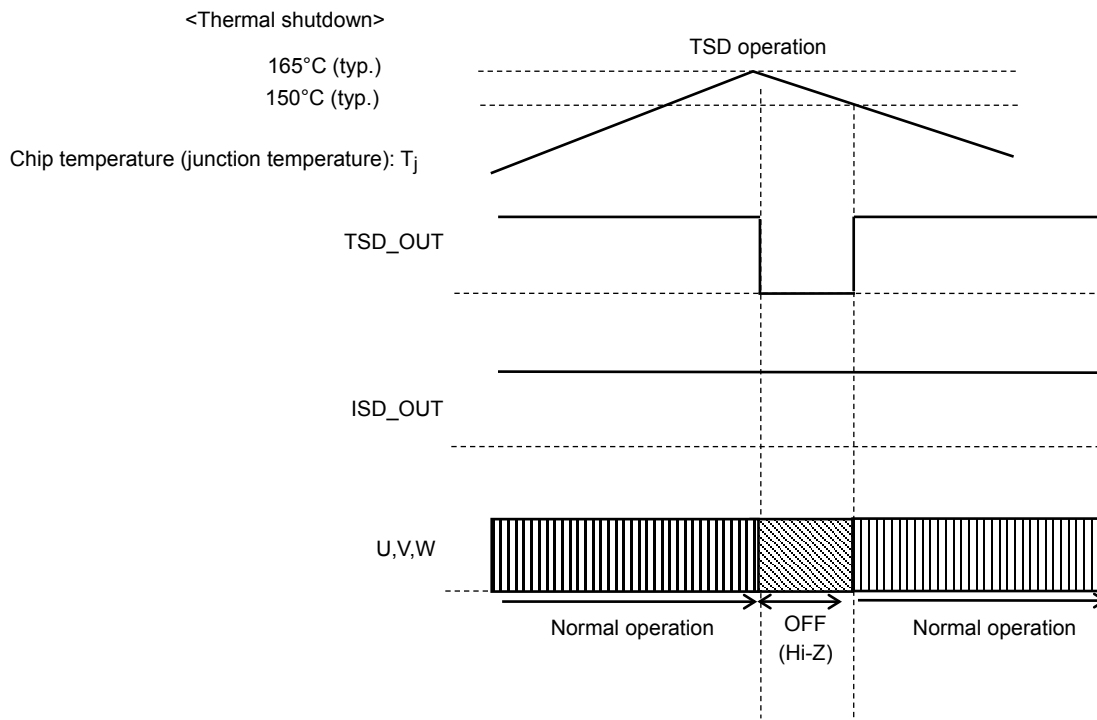 <Thermal shutdown>
TSD operation
165°C (typ.)
150°C (typ.)
Chip temperature (junction temperature): Tj
TSD_OUT
ISD_OUT
U,V,W
Normal operation
OFF
(Hi-Z)
Normal operation